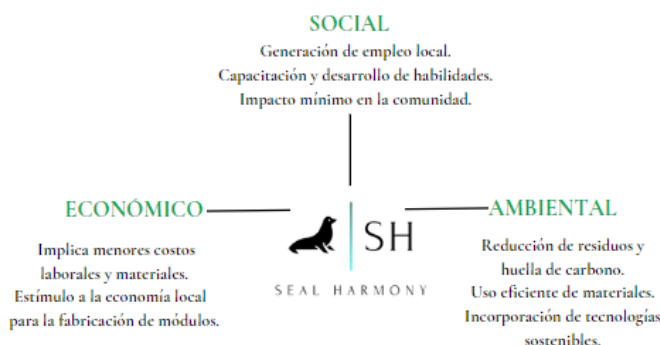 SOCIAL
Generación de empleo local.
Capacitación y desarrollo de habilidades.
Impacto mínimo en la comunidad.
ECONÓMICO
Implica menores costos
laborales y materiales.
Estímulo a la economía local
para la fabricación de módulos.
SH
SEAL HARMONY
AMBIENTAL
Reducción de residuos y
huella de carbono.
Uso eficiente de materiales.
Incorporación de tecnologías
sostenibles.